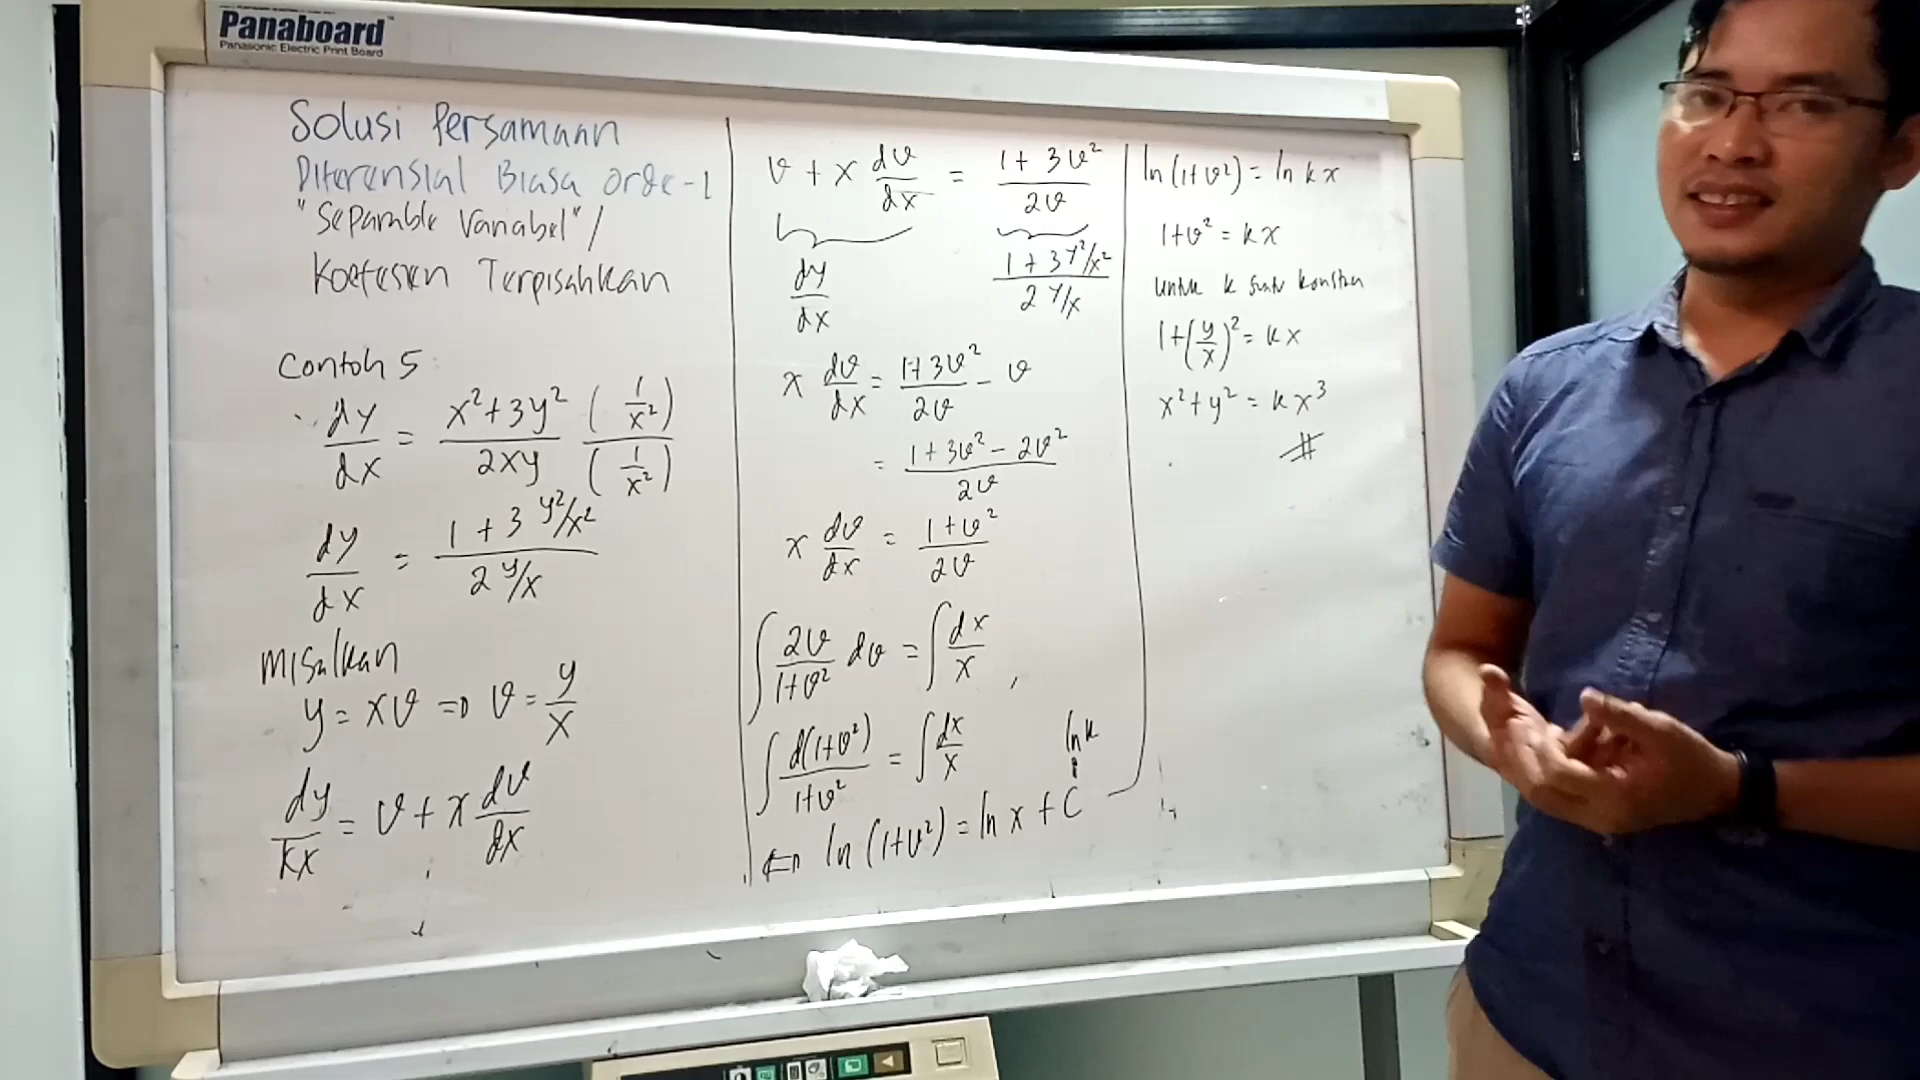 Panaboard™
Panasonic Electric Print Board
Solusi Persamaan
Diferensial Biasa orde-1
"Separable Variabel" /
Koefesien Terpisahkan
Contoh 5
dy/dx = (x²+3y²)/(2xy) (1/x²)/(1/x²)
dy/dx = (1 + 3 y²/x²)/(2 y/x)
Misalkan
y = xv => v = y/x
dy/kx = v + x dv/dx
v + x dv/dx = (1 + 3v²)/(2v)
dy/dx (1 + 3 y²/x²)/(2 y/x)
x dv/dx = (1+3v²)/(2v) - v
= (1 + 3v² - 2v²)/(2v)
x dv/dx = (1+v²)/(2v)
∫ 2v/(1+v²) dv = ∫ dx/x
∫ d(1+v²)/(1+v²) = ∫ dx/x
ln k
<=> ln (1+v²) = ln x + C
ln (1+v²) = ln kx
1+v² = kx
untuk k suatu konstan
1+(y/x)² = kx
x²+y² = kx³
#